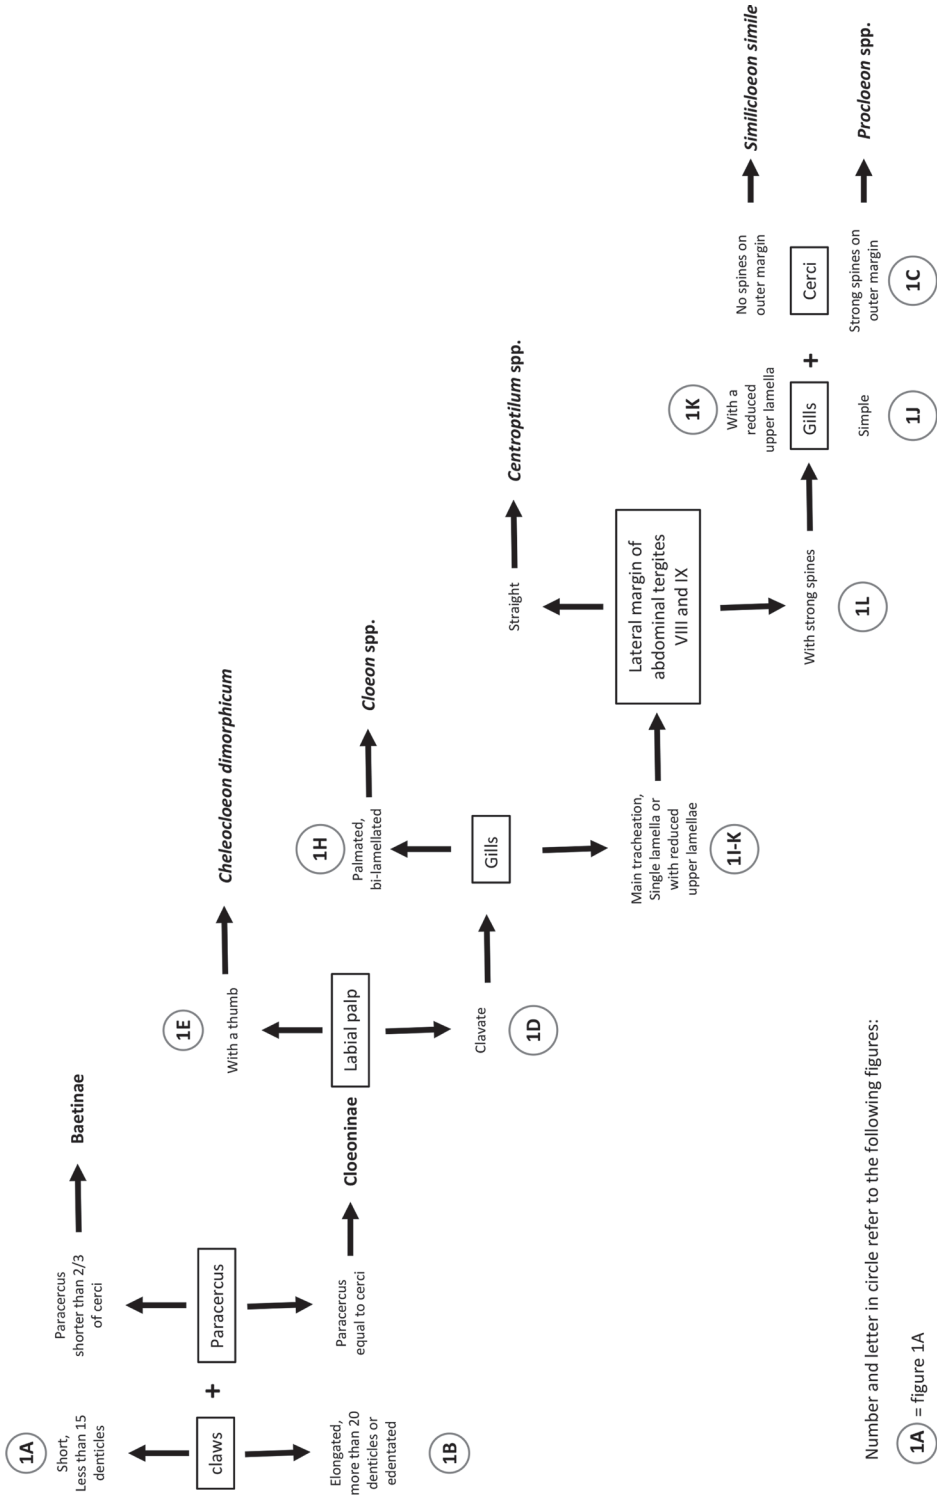 1A
Short,
Less than 15
denticles
claws
Elongated,
more than 20
denticles or
edentated
1B
+
Paracercus
shorter than 2/3
of cerci
Paracercus
Paracercus
equal to cerci
Baetinae
Cloeoninae
1E
With a thumb
Labial palp
Clavate
1D
Cheleocloeon dimorphicum
1H
Palmated,
bi-lamellated
Gills
Main tracheation,
Single lamella or
with reduced
upper lamellae
1I-K
Cloeon spp.
Straight
Lateral margin of
abdominal tergites
VIII and IX
With strong spines
1L
Centroptilum spp.
1K
With a
reduced
upper lamella
Gills
Simple
1J
+
No spines on
outer margin
Cerci
Strong spines on
outer margin
1C
Similicloeon simile
Procloeon spp.
Number and letter in circle refer to the following figures:
1A = figure 1A